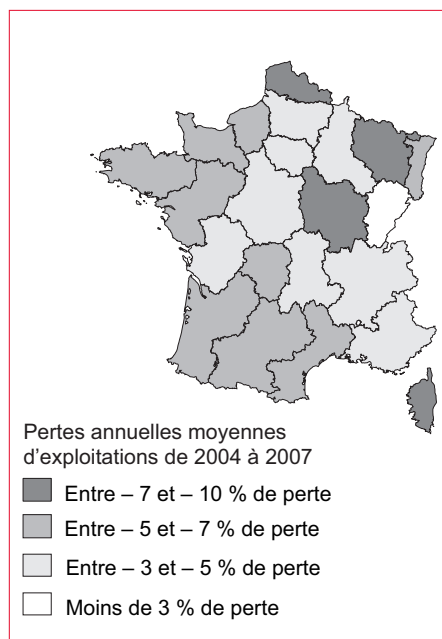 Pertes annuelles moyennes
d’exploitations de 2004 à 2007
Entre – 7 et – 10 % de perte
Entre – 5 et – 7 % de perte
Entre – 3 et – 5 % de perte
Moins de 3 % de perte